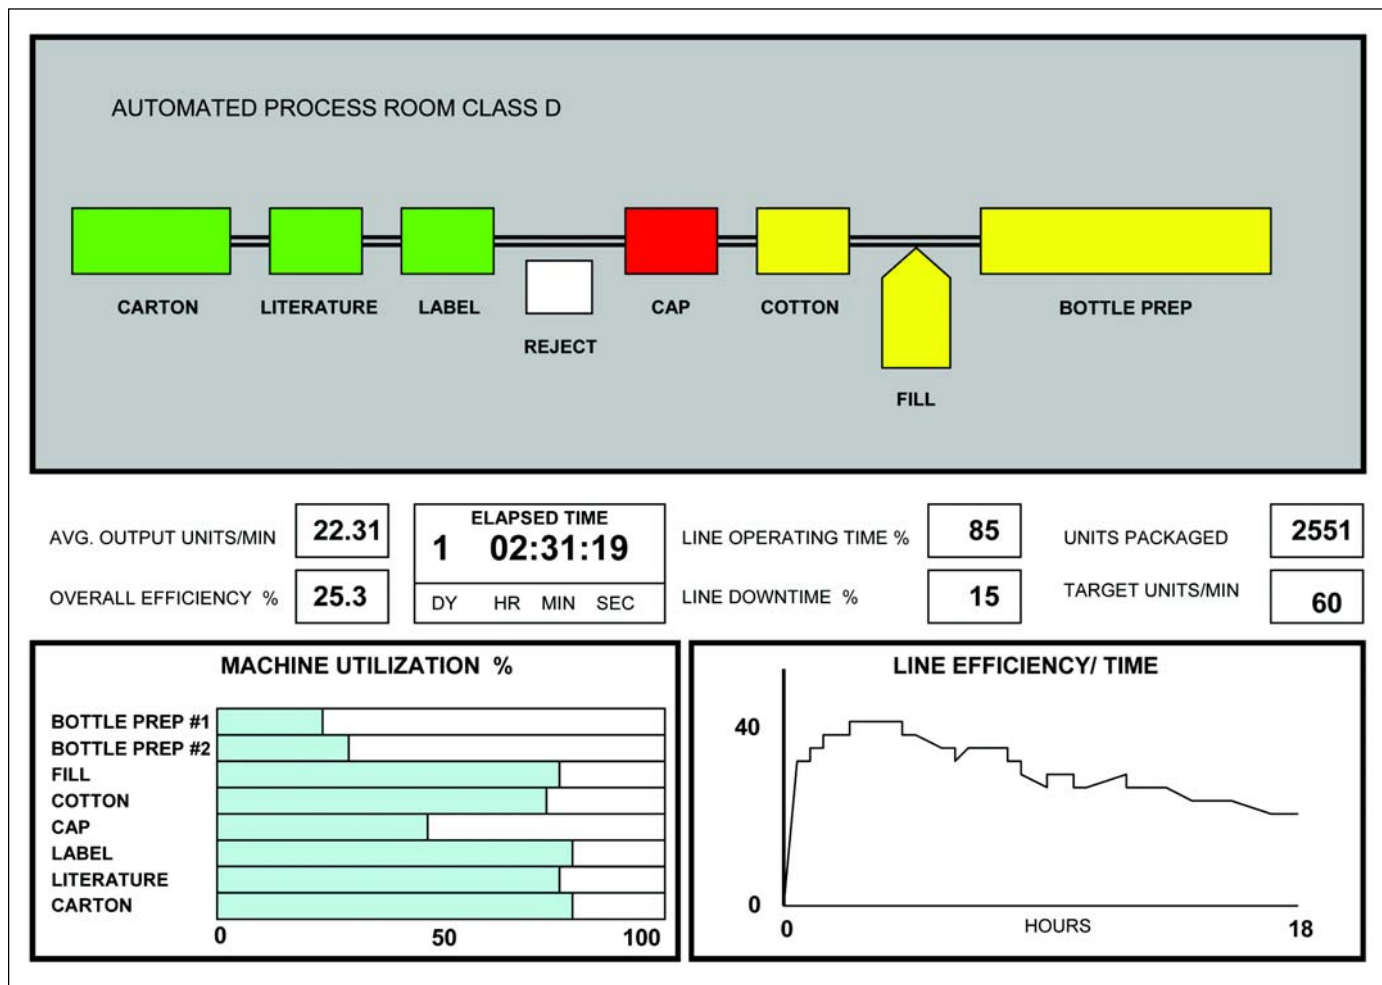 AUTOMATED PROCESS ROOM CLASS D
CARTON
LITERATURE
LABEL
REJECT
CAP
COTTON
FILL
BOTTLE PREP
AVG. OUTPUT UNITS/MIN 22.31
OVERALL EFFICIENCY % 25.3
ELAPSED TIME
1 02:31:19
DY HR MIN SEC
LINE OPERATING TIME % 85
LINE DOWNTIME % 15
UNITS PACKAGED 2551
TARGET UNITS/MIN 60
MACHINE UTILIZATION %
BOTTLE PREP #1
BOTTLE PREP #2
FILL
COTTON
CAP
LABEL
LITERATURE
CARTON
0 50 100
LINE EFFICIENCY/ TIME
40
0
0 HOURS 18